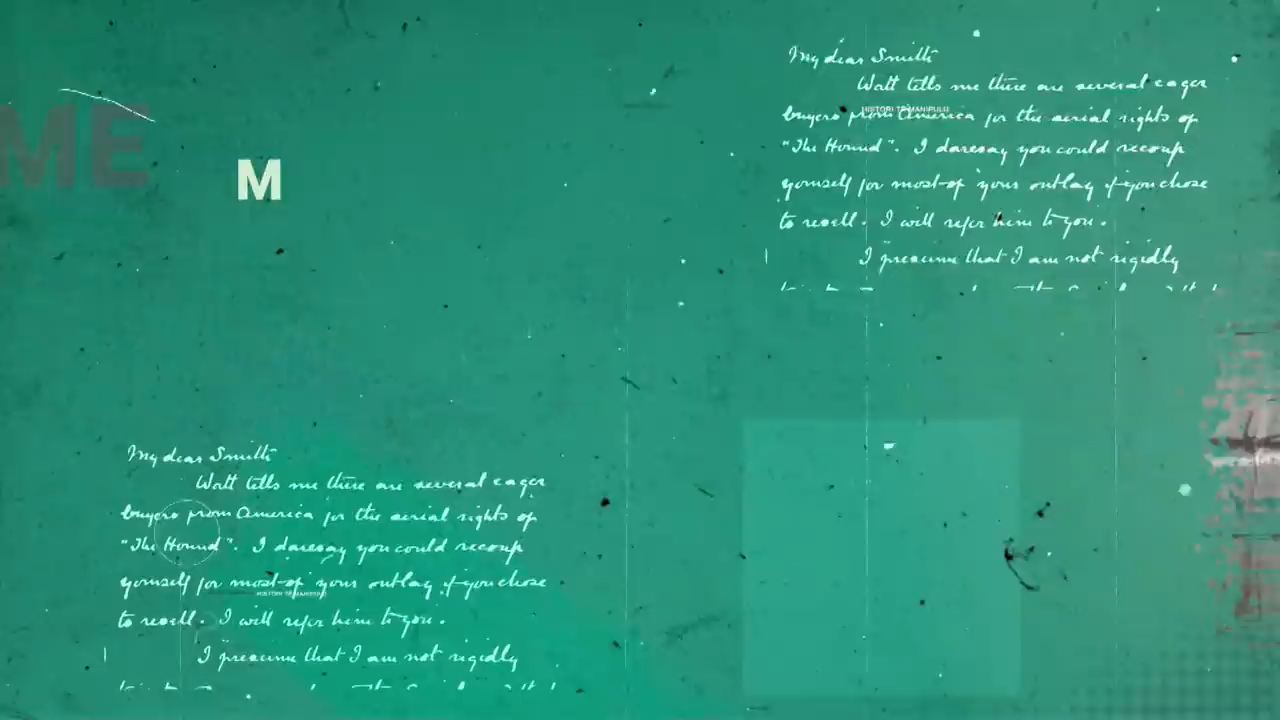 ME
M
My dear Smith
Watt tells me there are several eager
HISTORI TE MANIPULU
buyers from America for the serial rights of
"The Hound". I daresay you could recoup
yourself for most of your outlay if you chose
to resell. I will refer him to you.
I presume that I am not rigidly
My dear Smith
Watt tells me there are several eager
buyers from America for the serial rights of
"The Hound". I daresay you could recoup
yourself for most of your outlay if you chose
to resell. I will refer him to you.
I presume that I am not rigidly